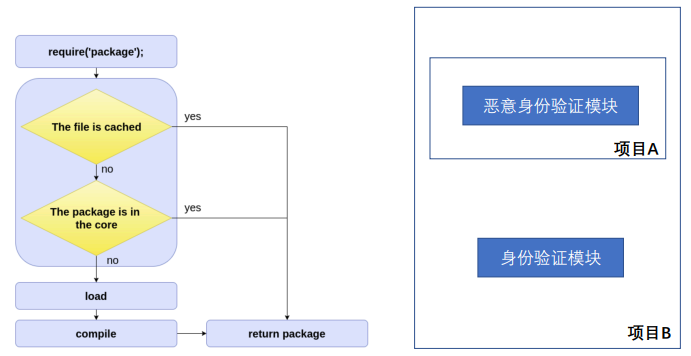 require('package');
The file is cached
yes
no
The package is in
the core
yes
no
load
compile
return package
恶意身份验证模块
项目A
身份验证模块
项目B